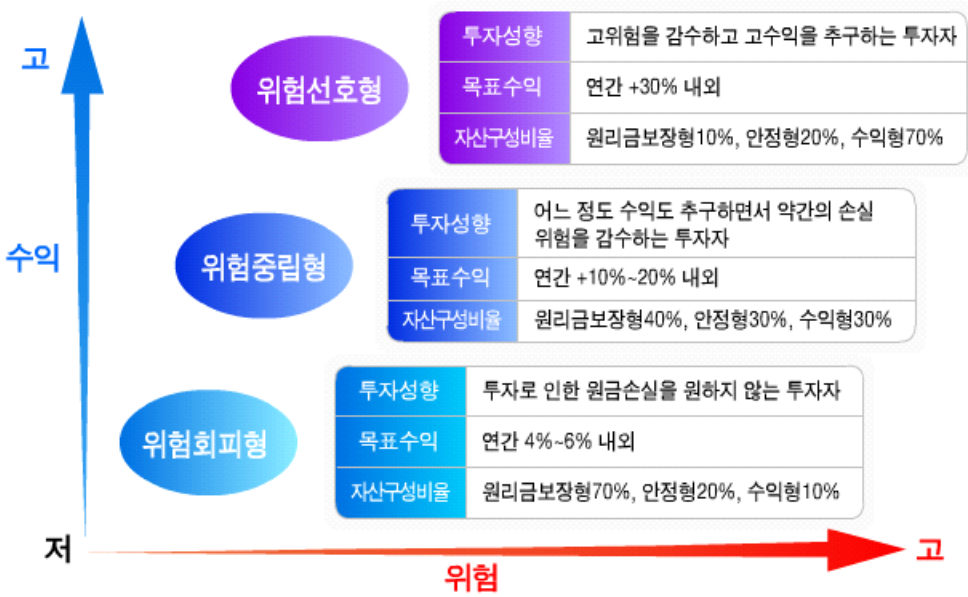 고
수익
위험선호형
투자성향 고위험을 감수하고 고수익을 추구하는 투자자
목표수익 연간 +30% 내외
자산구성비율 원리금보장형10%, 안정형20%, 수익형70%
위험중립형
투자성향 어느 정도 수익도 추구하면서 약간의 손실
위험을 감수하는 투자자
목표수익 연간 +10%~20% 내외
자산구성비율 원리금보장형40%, 안정형30%, 수익형30%
위험회피형
투자성향 투자로 인한 원금손실을 원하지 않는 투자자
목표수익 연간 4%~6% 내외
자산구성비율 원리금보장형70%, 안정형20%, 수익형10%
저
위험
고